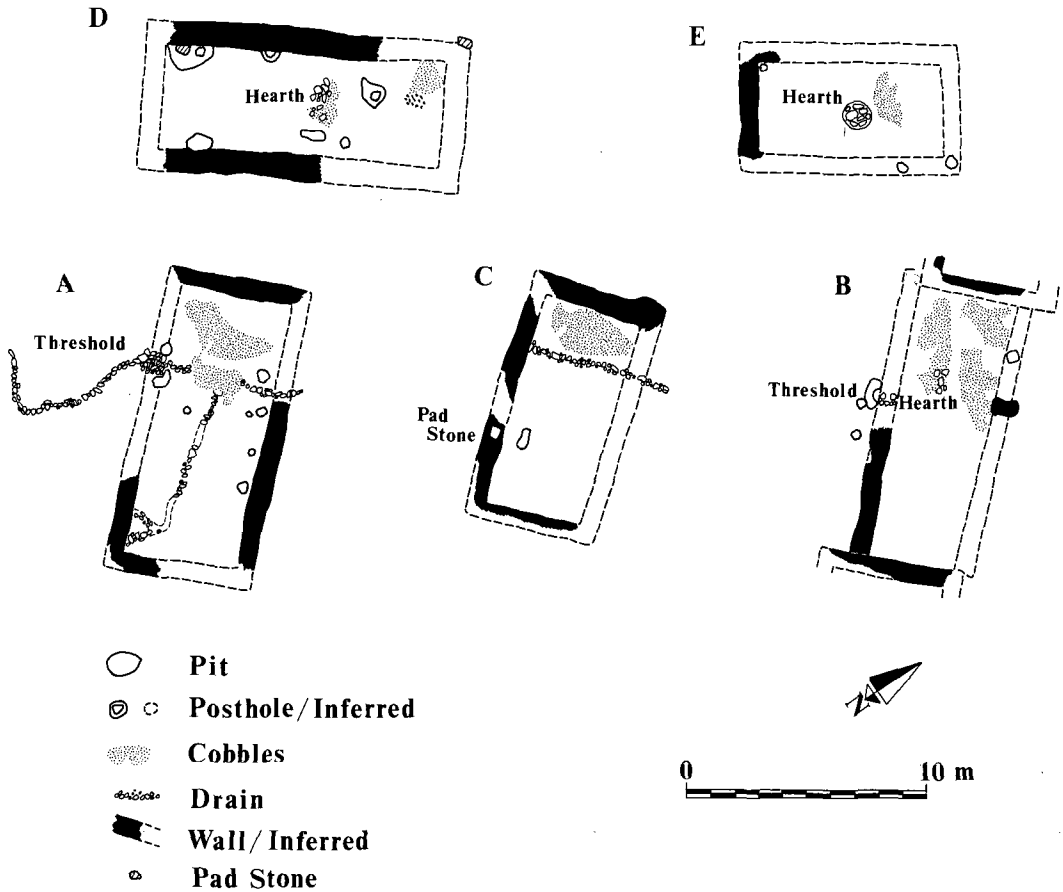 D
E
Hearth
Hearth
A
C
B
Threshold
Threshold
Hearth
Pad
Stone
Pit
Posthole/Inferred
Cobbles
Drain
Wall/Inferred
Pad Stone
N
0 10 m